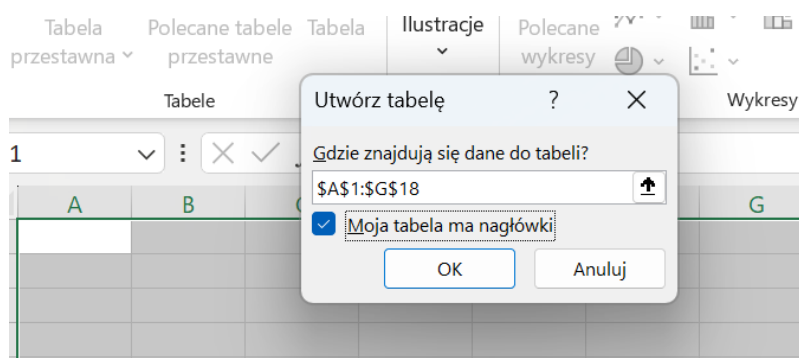 Tabela przestawna
Polecane tabele przestawne
Tabela
Ilustracje
Polecane wykresy
Tabele
Wykresy
Utwórz tabelę
?
1
Gdzie znajdują się dane do tabeli?
$A$1:$G$18
Moja tabela ma nagłówki
OK
Anuluj
A
B
G